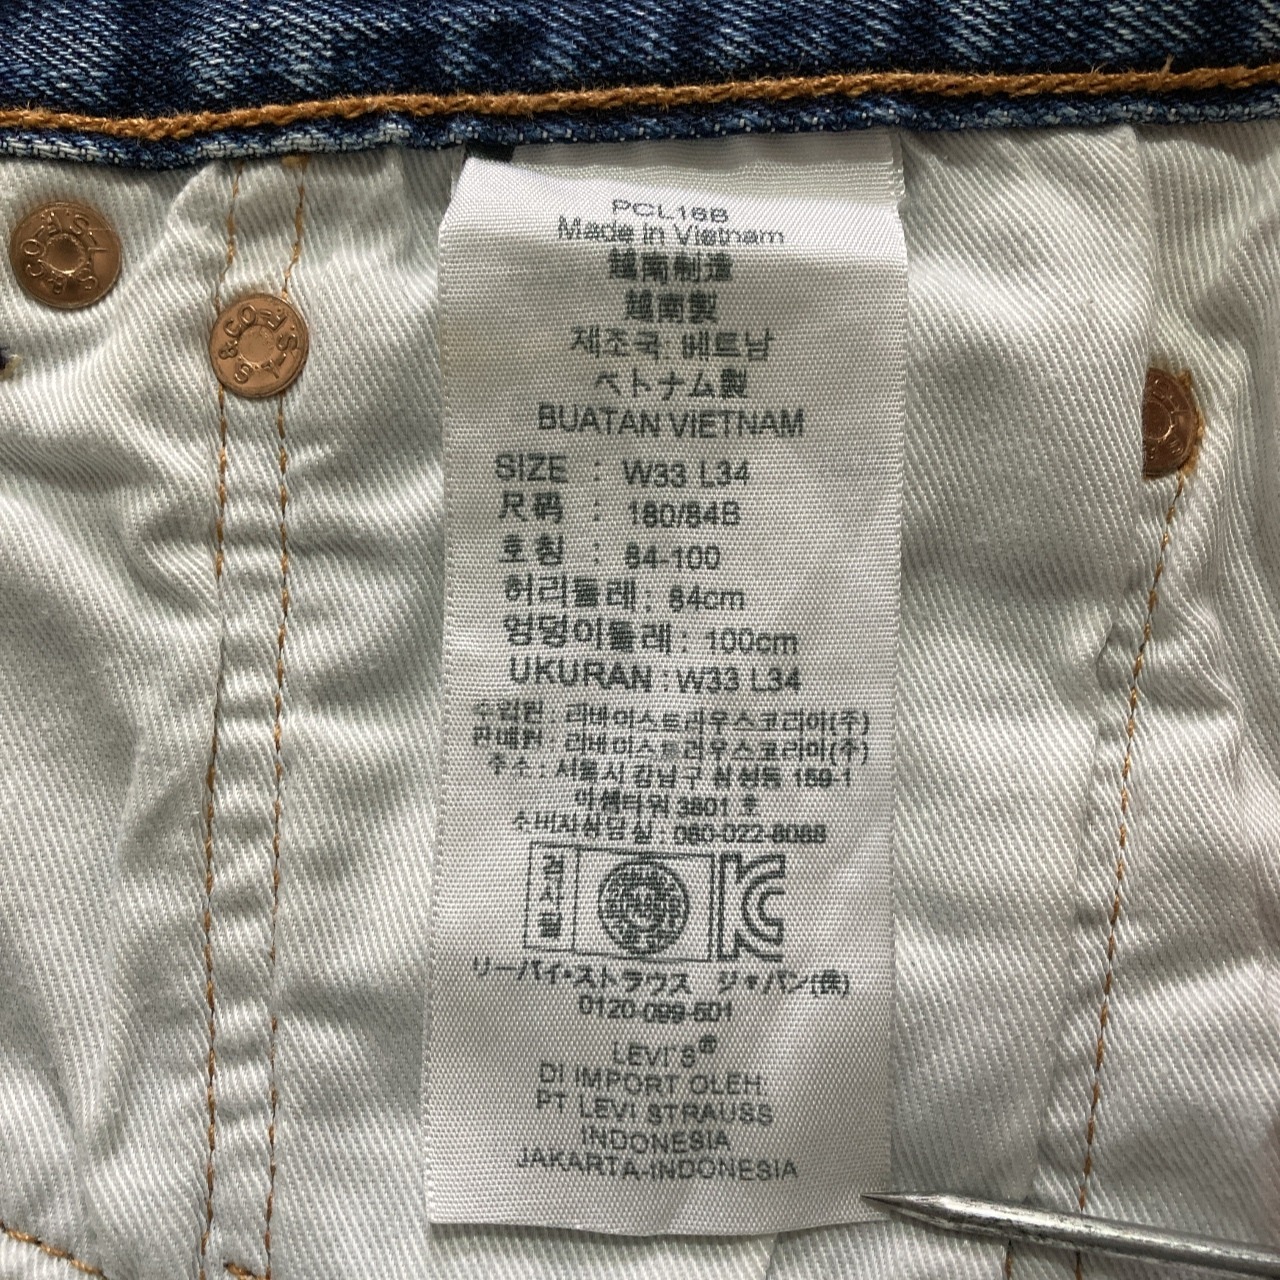 PCL16B
Made in Vietnam
越南制造
越南製
제조국 베트남
ベトナム製
BUATAN VIETNAM
SIZE : W33 L34
尺码 : 180/84B
호칭 : 84-100
허리둘레: 84cm
엉덩이둘레: 100cm
UKURAN : W33 L34
수입원 : 리바이스트라우스코리아(주)
판매원 : 리바이스트라우스코리아(주)
주소 : 서울시 강남구 삼성동 159-1
아셈타워 3801 호
소비자상담실 : 080-022-8088
검사필
KC
リーバイ・ストラウス ジャパン(株)
0120-099-501
LEVI'S®
DI IMPORT OLEH
PT LEVI STRAUSS
INDONESIA
JAKARTA-INDONESIA